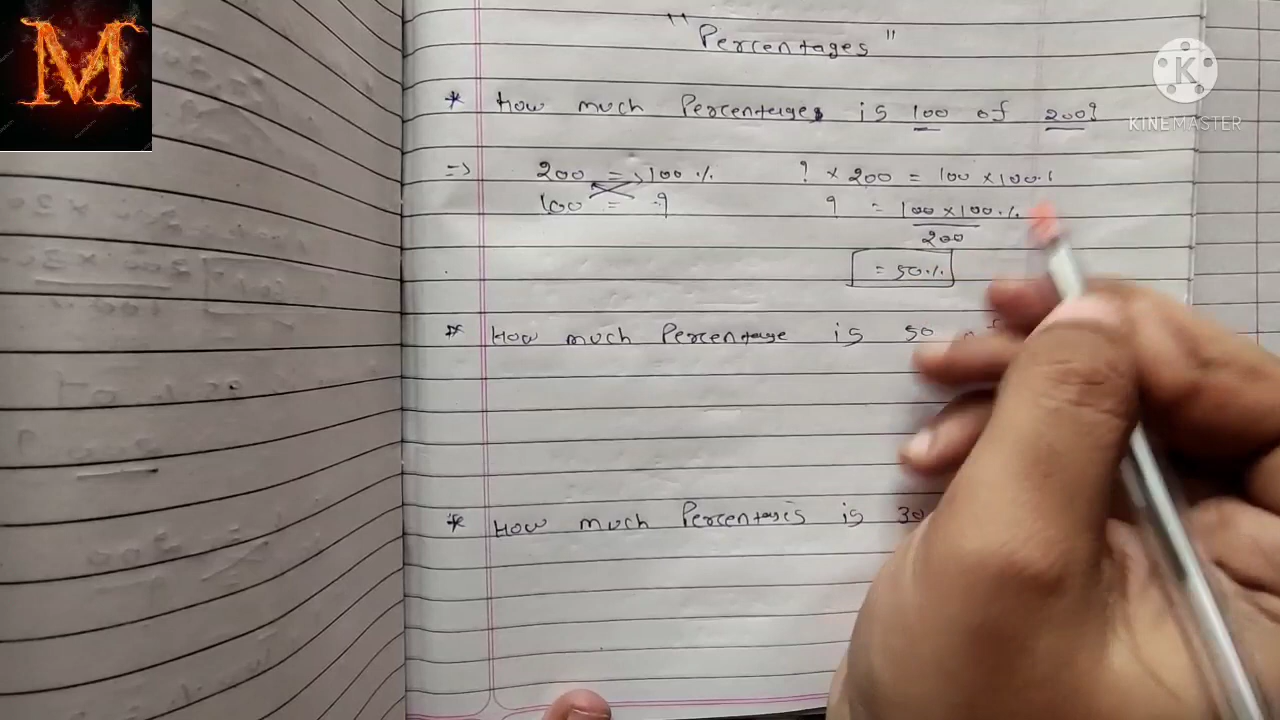 M
K
KINEMASTER
"Percentages"
* How much Percentages is 100 of 200?
=> 200 => 100 % ? × 200 = 100 × 100 %
100 = ? ? = 100 × 100 %
200
= 50 %
* How much Percentage is 50 of
* How much Percentages is 30